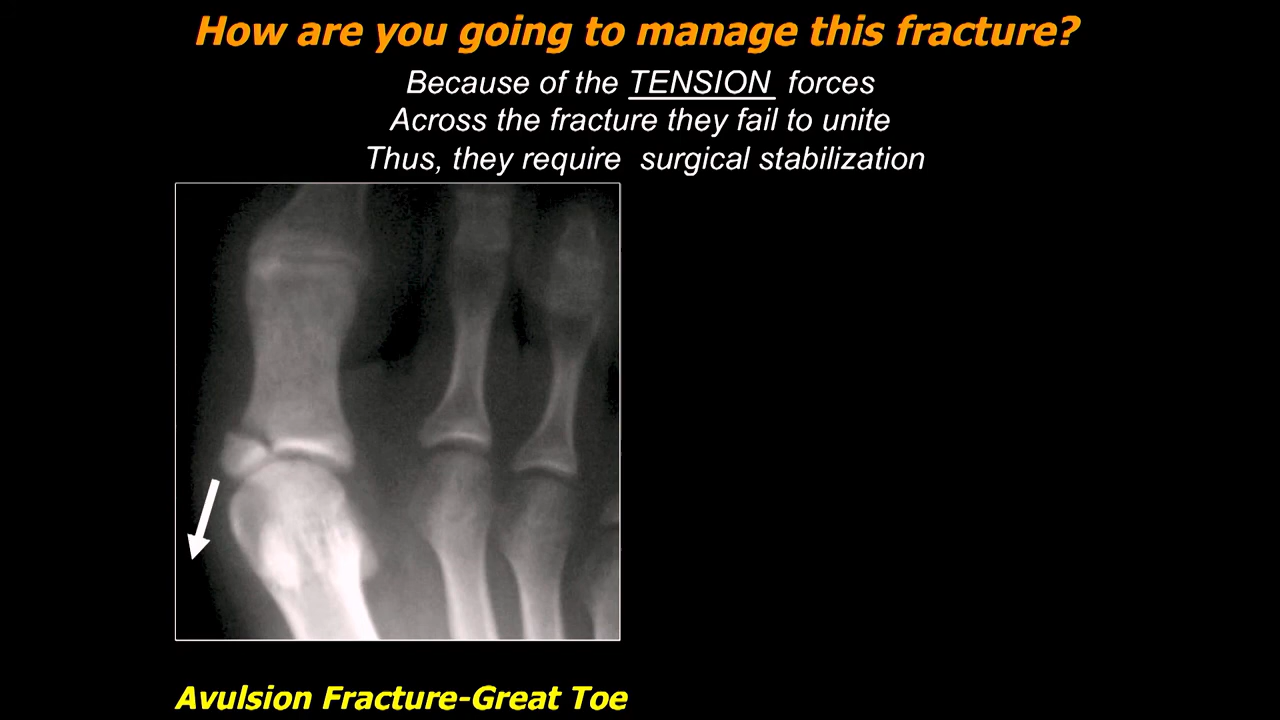 How are you going to manage this fracture?
Because of the TENSION forces
Across the fracture they fail to unite
Thus, they require surgical stabilization
Avulsion Fracture-Great Toe